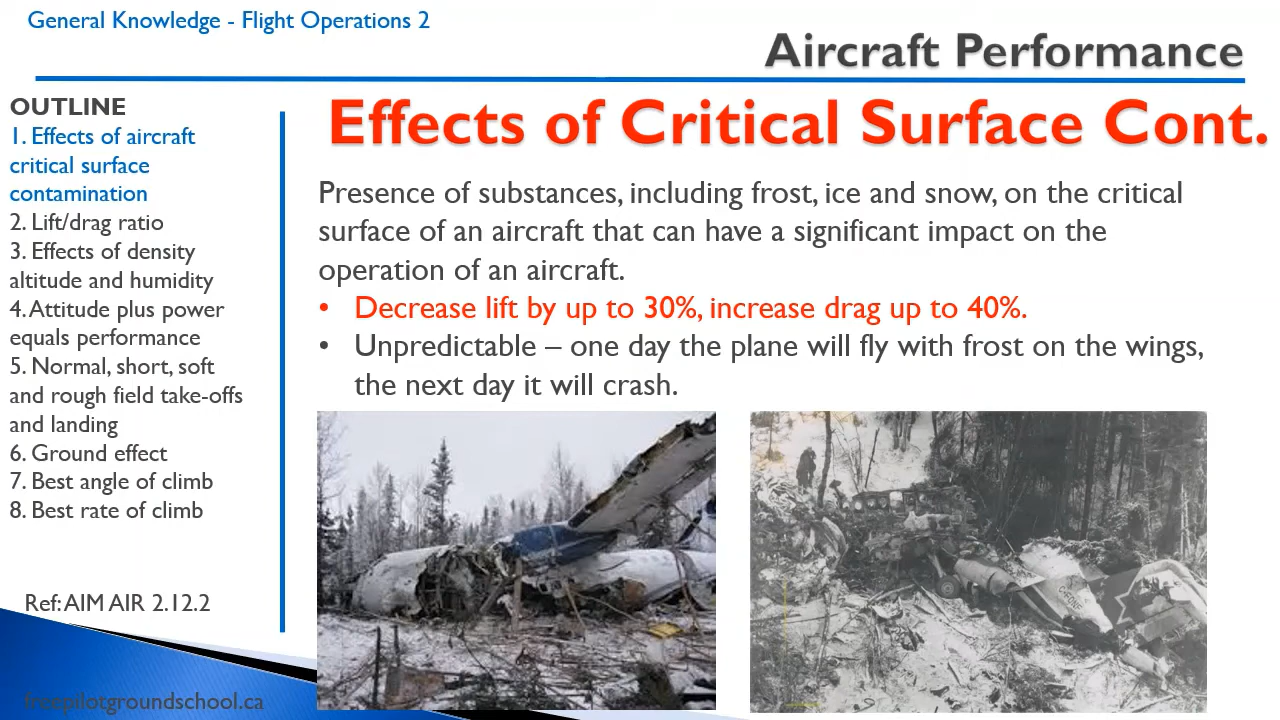 General Knowledge - Flight Operations 2
Aircraft Performance
OUTLINE
1. Effects of aircraft
critical surface
contamination
2. Lift/drag ratio
3. Effects of density
altitude and humidity
4. Attitude plus power
equals performance
5. Normal, short, soft
and rough field take-offs
and landing
6. Ground effect
7. Best angle of climb
8. Best rate of climb
Ref: AIM AIR 2.12.2
freepilotgroundschool.ca
Effects of Critical Surface Cont.
Presence of substances, including frost, ice and snow, on the critical
surface of an aircraft that can have a significant impact on the
operation of an aircraft.
• Decrease lift by up to 30%, increase drag up to 40%.
• Unpredictable – one day the plane will fly with frost on the wings,
the next day it will crash.